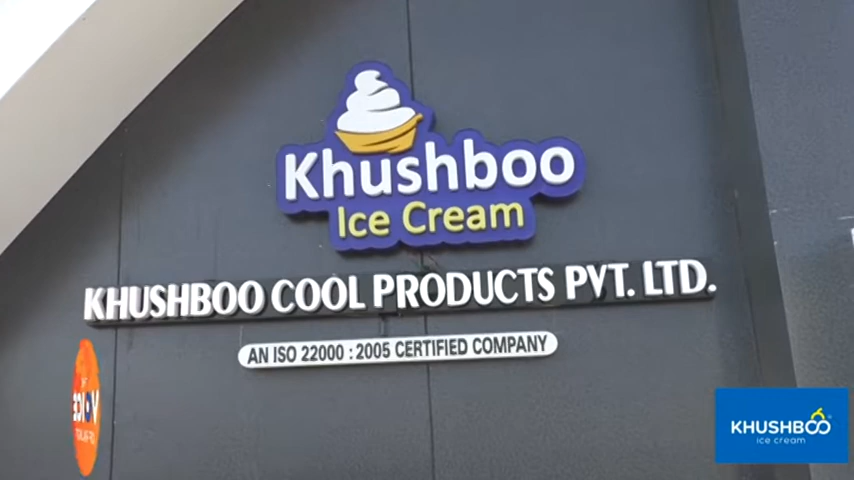 Khushboo
Ice Cream
KHUSHBOO COOL PRODUCTS PVT. LTD.
AN ISO 22000 : 2005 CERTIFIED COMPANY
KHUSHBOO
ice cream